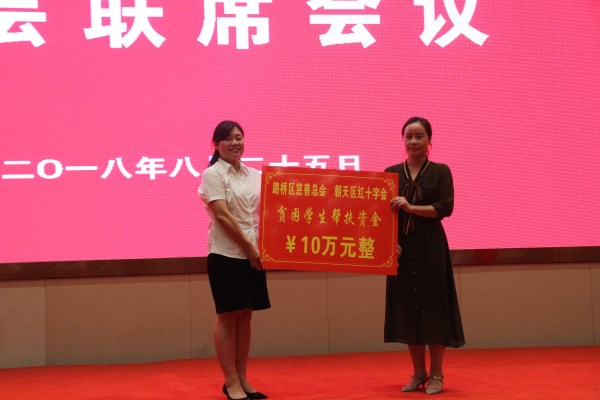 会联席会议
二〇一八年八月二十五日
路桥区慈善总会 朝天区红十字会
贫困学生帮扶资金
￥10万元整